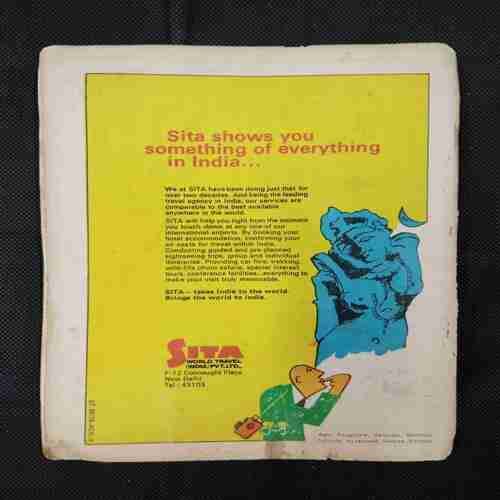 Sita shows you
something of everything
in India...
We at SITA have been doing just that for
over two decades. And being the leading
travel agency in India, our services are
comparable to the best available
anywhere in the world.
SITA will help you right from the moment
you touch down at any one of our
international airports. By booking your
hotel accommodation, confirming your
air seats for travel within India,
Conducting guided and pre-planned
sightseeing trips, group and individual
itineraries. Providing car hire, trekking,
wild-life photo safaris, special interest
tours, conference facilities...everything to
make your visit truly memorable.
SITA – takes India to the world.
Brings the world to India.
SITA
WORLD TRAVEL
(INDIA) PVT. LTD.,
F-12 Connaught Place
New Delhi
Tel : 43103